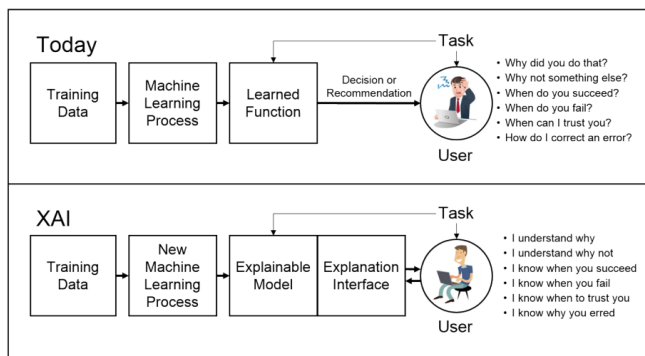 Today
Task
Training
Data
Machine
Learning
Process
Learned
Function
Decision or
Recommendation
User
• Why did you do that?
• Why not something else?
• When do you succeed?
• When do you fail?
• When can I trust you?
• How do I correct an error?
XAI
Task
Training
Data
New
Machine
Learning
Process
Explainable
Model
Explanation
Interface
User
• I understand why
• I understand why not
• I know when you succeed
• I know when you fail
• I know when to trust you
• I know why you erred